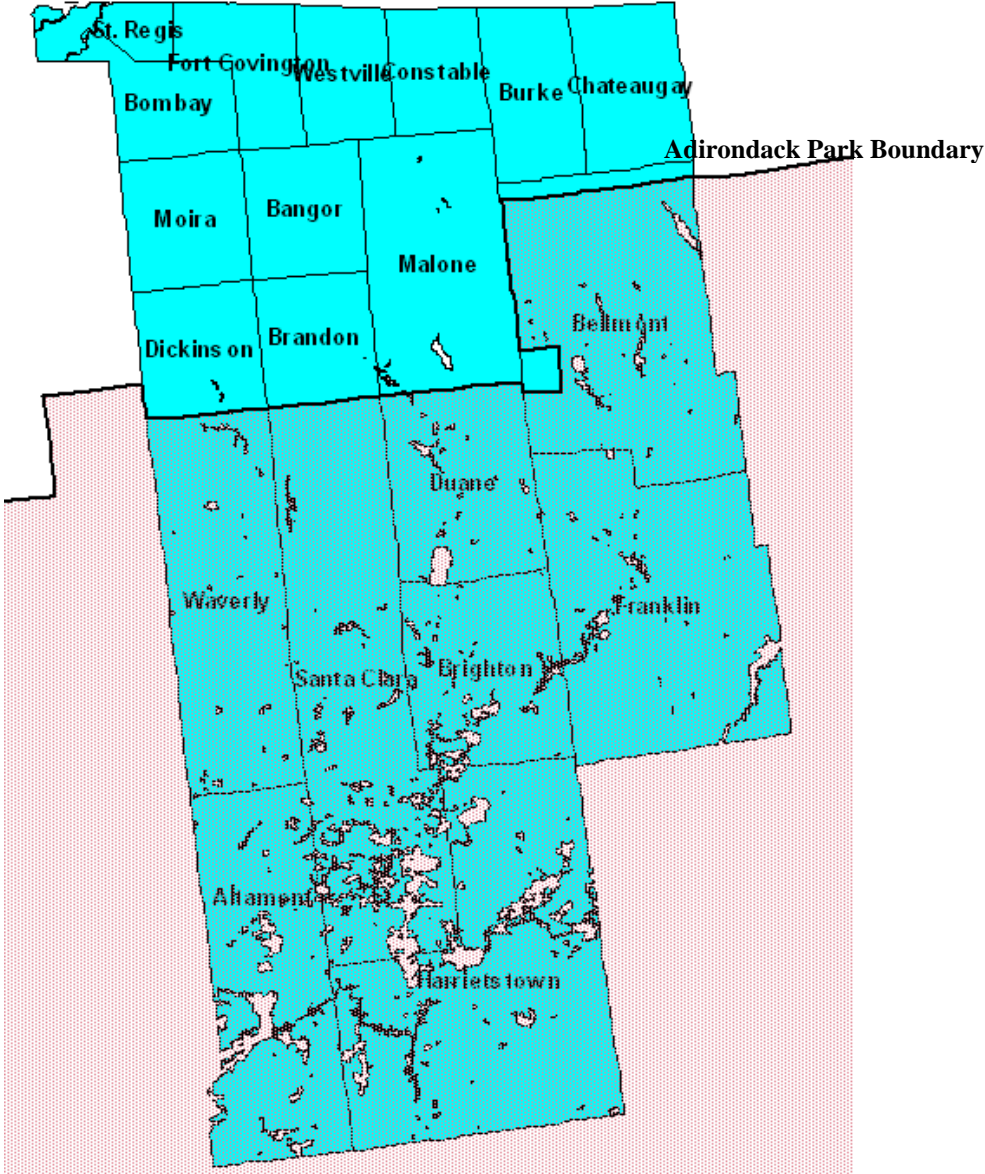 St. Regis
Fort Covington
Westville
Constable
Burke
Chateaugay
Bombay
Adirondack Park Boundary
Moira
Bangor
Malone
Dickinson
Brandon
Bellmont
Duane
Waverly
Franklin
Santa Clara
Brighton
Altamont
Harrietstown